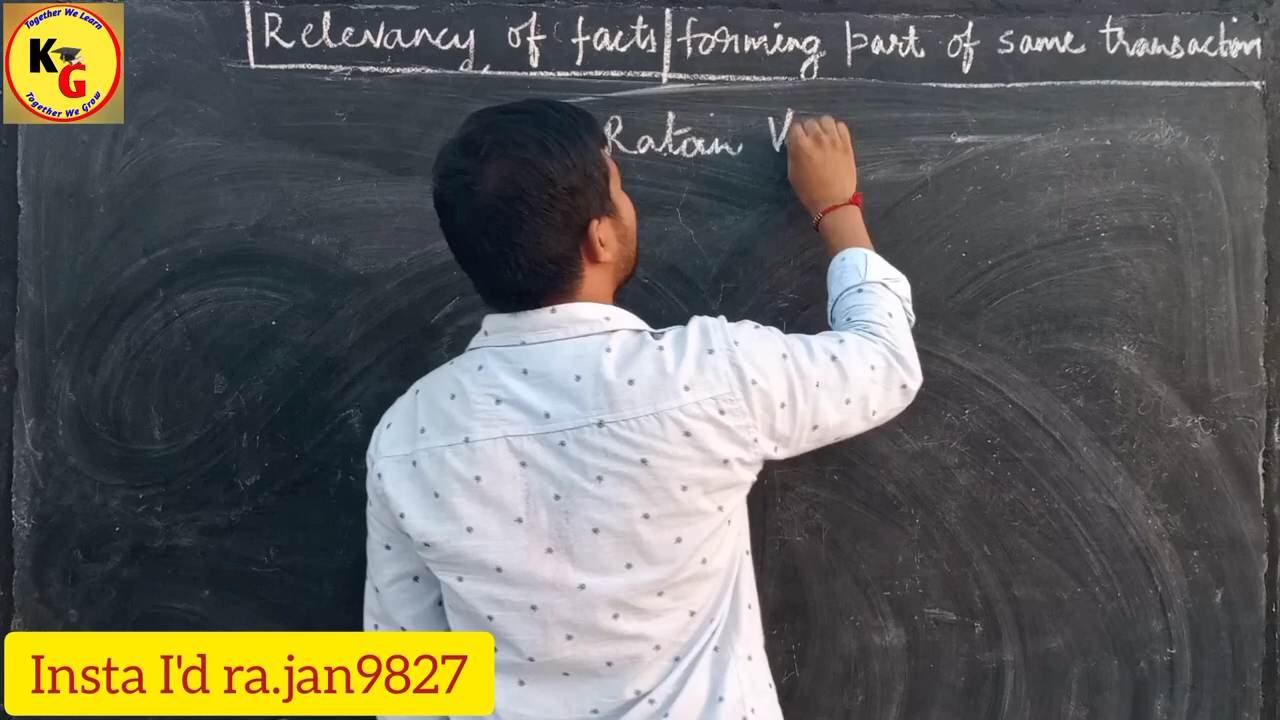 Together We Learn
KG
Together We Grow
Relevancy of facts forming part of same transaction
Ratan V
Insta I'd ra.jan9827